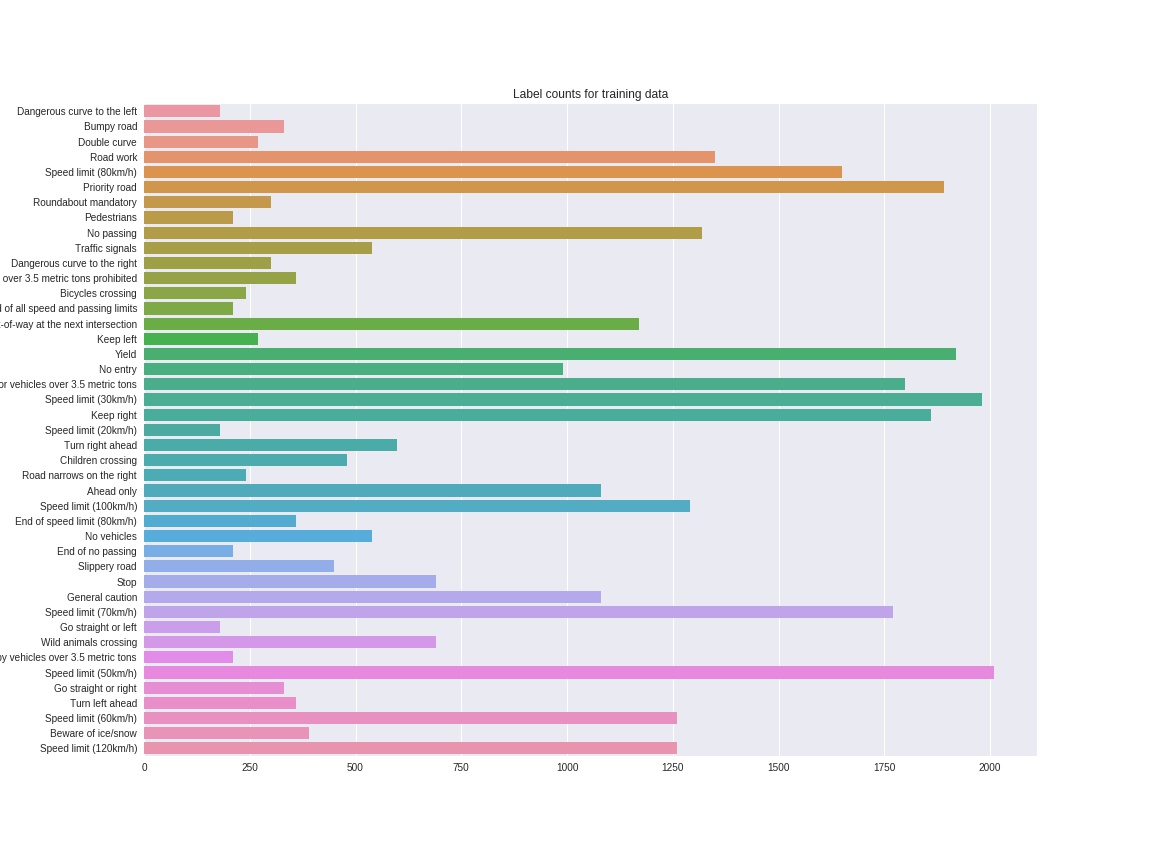 Label counts for training data
Dangerous curve to the left
Bumpy road
Double curve
Road work
Speed limit (80km/h)
Priority road
Roundabout mandatory
Pedestrians
No passing
Traffic signals
Dangerous curve to the right
over 3.5 metric tons prohibited
Bicycles crossing
of all speed and passing limits
-of-way at the next intersection
Keep left
Yield
No entry
or vehicles over 3.5 metric tons
Speed limit (30km/h)
Keep right
Speed limit (20km/h)
Turn right ahead
Children crossing
Road narrows on the right
Ahead only
Speed limit (100km/h)
End of speed limit (80km/h)
No vehicles
End of no passing
Slippery road
Stop
General caution
Speed limit (70km/h)
Go straight or left
Wild animals crossing
by vehicles over 3.5 metric tons
Speed limit (50km/h)
Go straight or right
Turn left ahead
Speed limit (60km/h)
Beware of ice/snow
Speed limit (120km/h)
0 250 500 750 1000 1250 1500 1750 2000